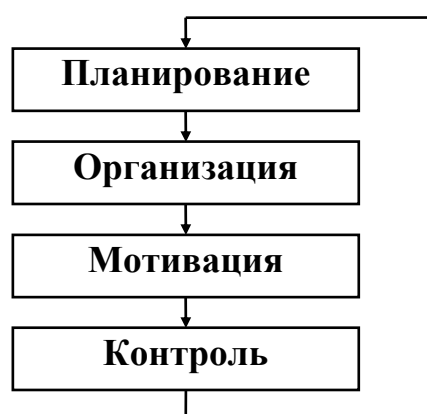 Планирование
Организация
Мотивация
Контроль